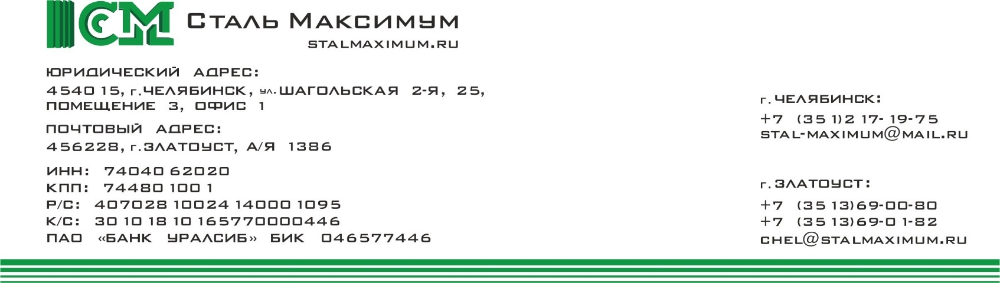 СМ Сталь Максимум
STALMAXIMUM.RU
ЮРИДИЧЕСКИЙ АДРЕС:
454015, г.ЧЕЛЯБИНСК, ул.ШАГОЛЬСКАЯ 2-Я, 25,
ПОМЕЩЕНИЕ 3, ОФИС 1
ПОЧТОВЫЙ АДРЕС:
456228, г.ЗЛАТОУСТ, А/Я 1386
ИНН: 7404062020
КПП: 744801001
Р/С: 40702810024140001095
К/С: 30101810165770000446
ПАО «БАНК УРАЛСИБ» БИК 046577446
г.ЧЕЛЯБИНСК:
+7 (351)217-19-75
STAL-MAXIMUM@MAIL.RU
г.ЗЛАТОУСТ:
+7 (3513)69-00-80
+7 (3513)69-01-82
CHEL@STALMAXIMUM.RU